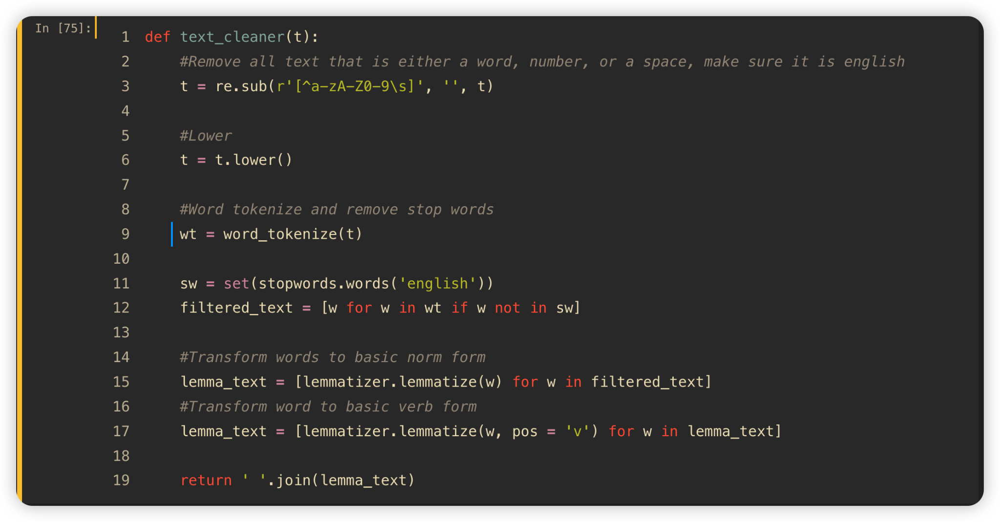 In [75]:
1 def text_cleaner(t):
2     #Remove all text that is either a word, number, or a space, make sure it is english
3     t = re.sub(r'[^a-zA-Z0-9\s]', '', t)
4
5     #Lower
6     t = t.lower()
7
8     #Word tokenize and remove stop words
9     wt = word_tokenize(t)
10
11     sw = set(stopwords.words('english'))
12     filtered_text = [w for w in wt if w not in sw]
13
14     #Transform words to basic norm form
15     lemma_text = [lemmatizer.lemmatize(w) for w in filtered_text]
16     #Transform word to basic verb form
17     lemma_text = [lemmatizer.lemmatize(w, pos = 'v') for w in lemma_text]
18
19     return ' '.join(lemma_text)